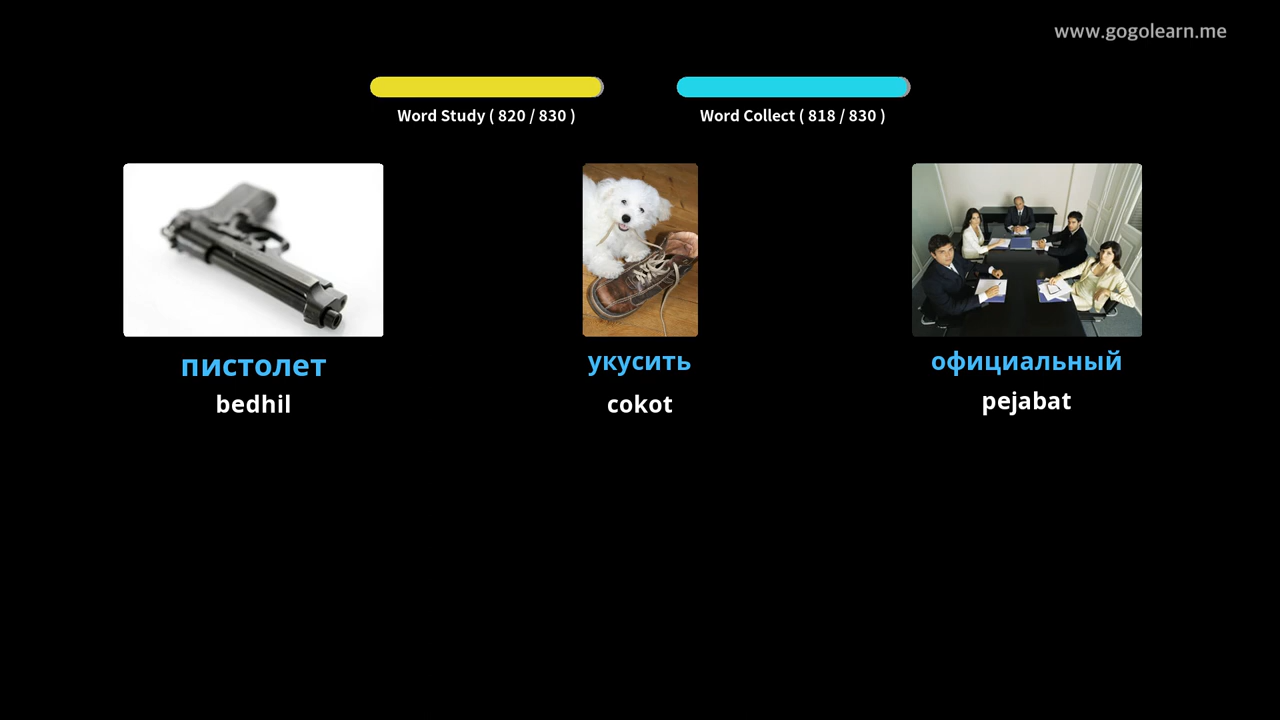 www.gogolearn.me
Word Study ( 820 / 830 )
Word Collect ( 818 / 830 )
пистолет
bedhil
укусить
cokot
официальный
pejabat